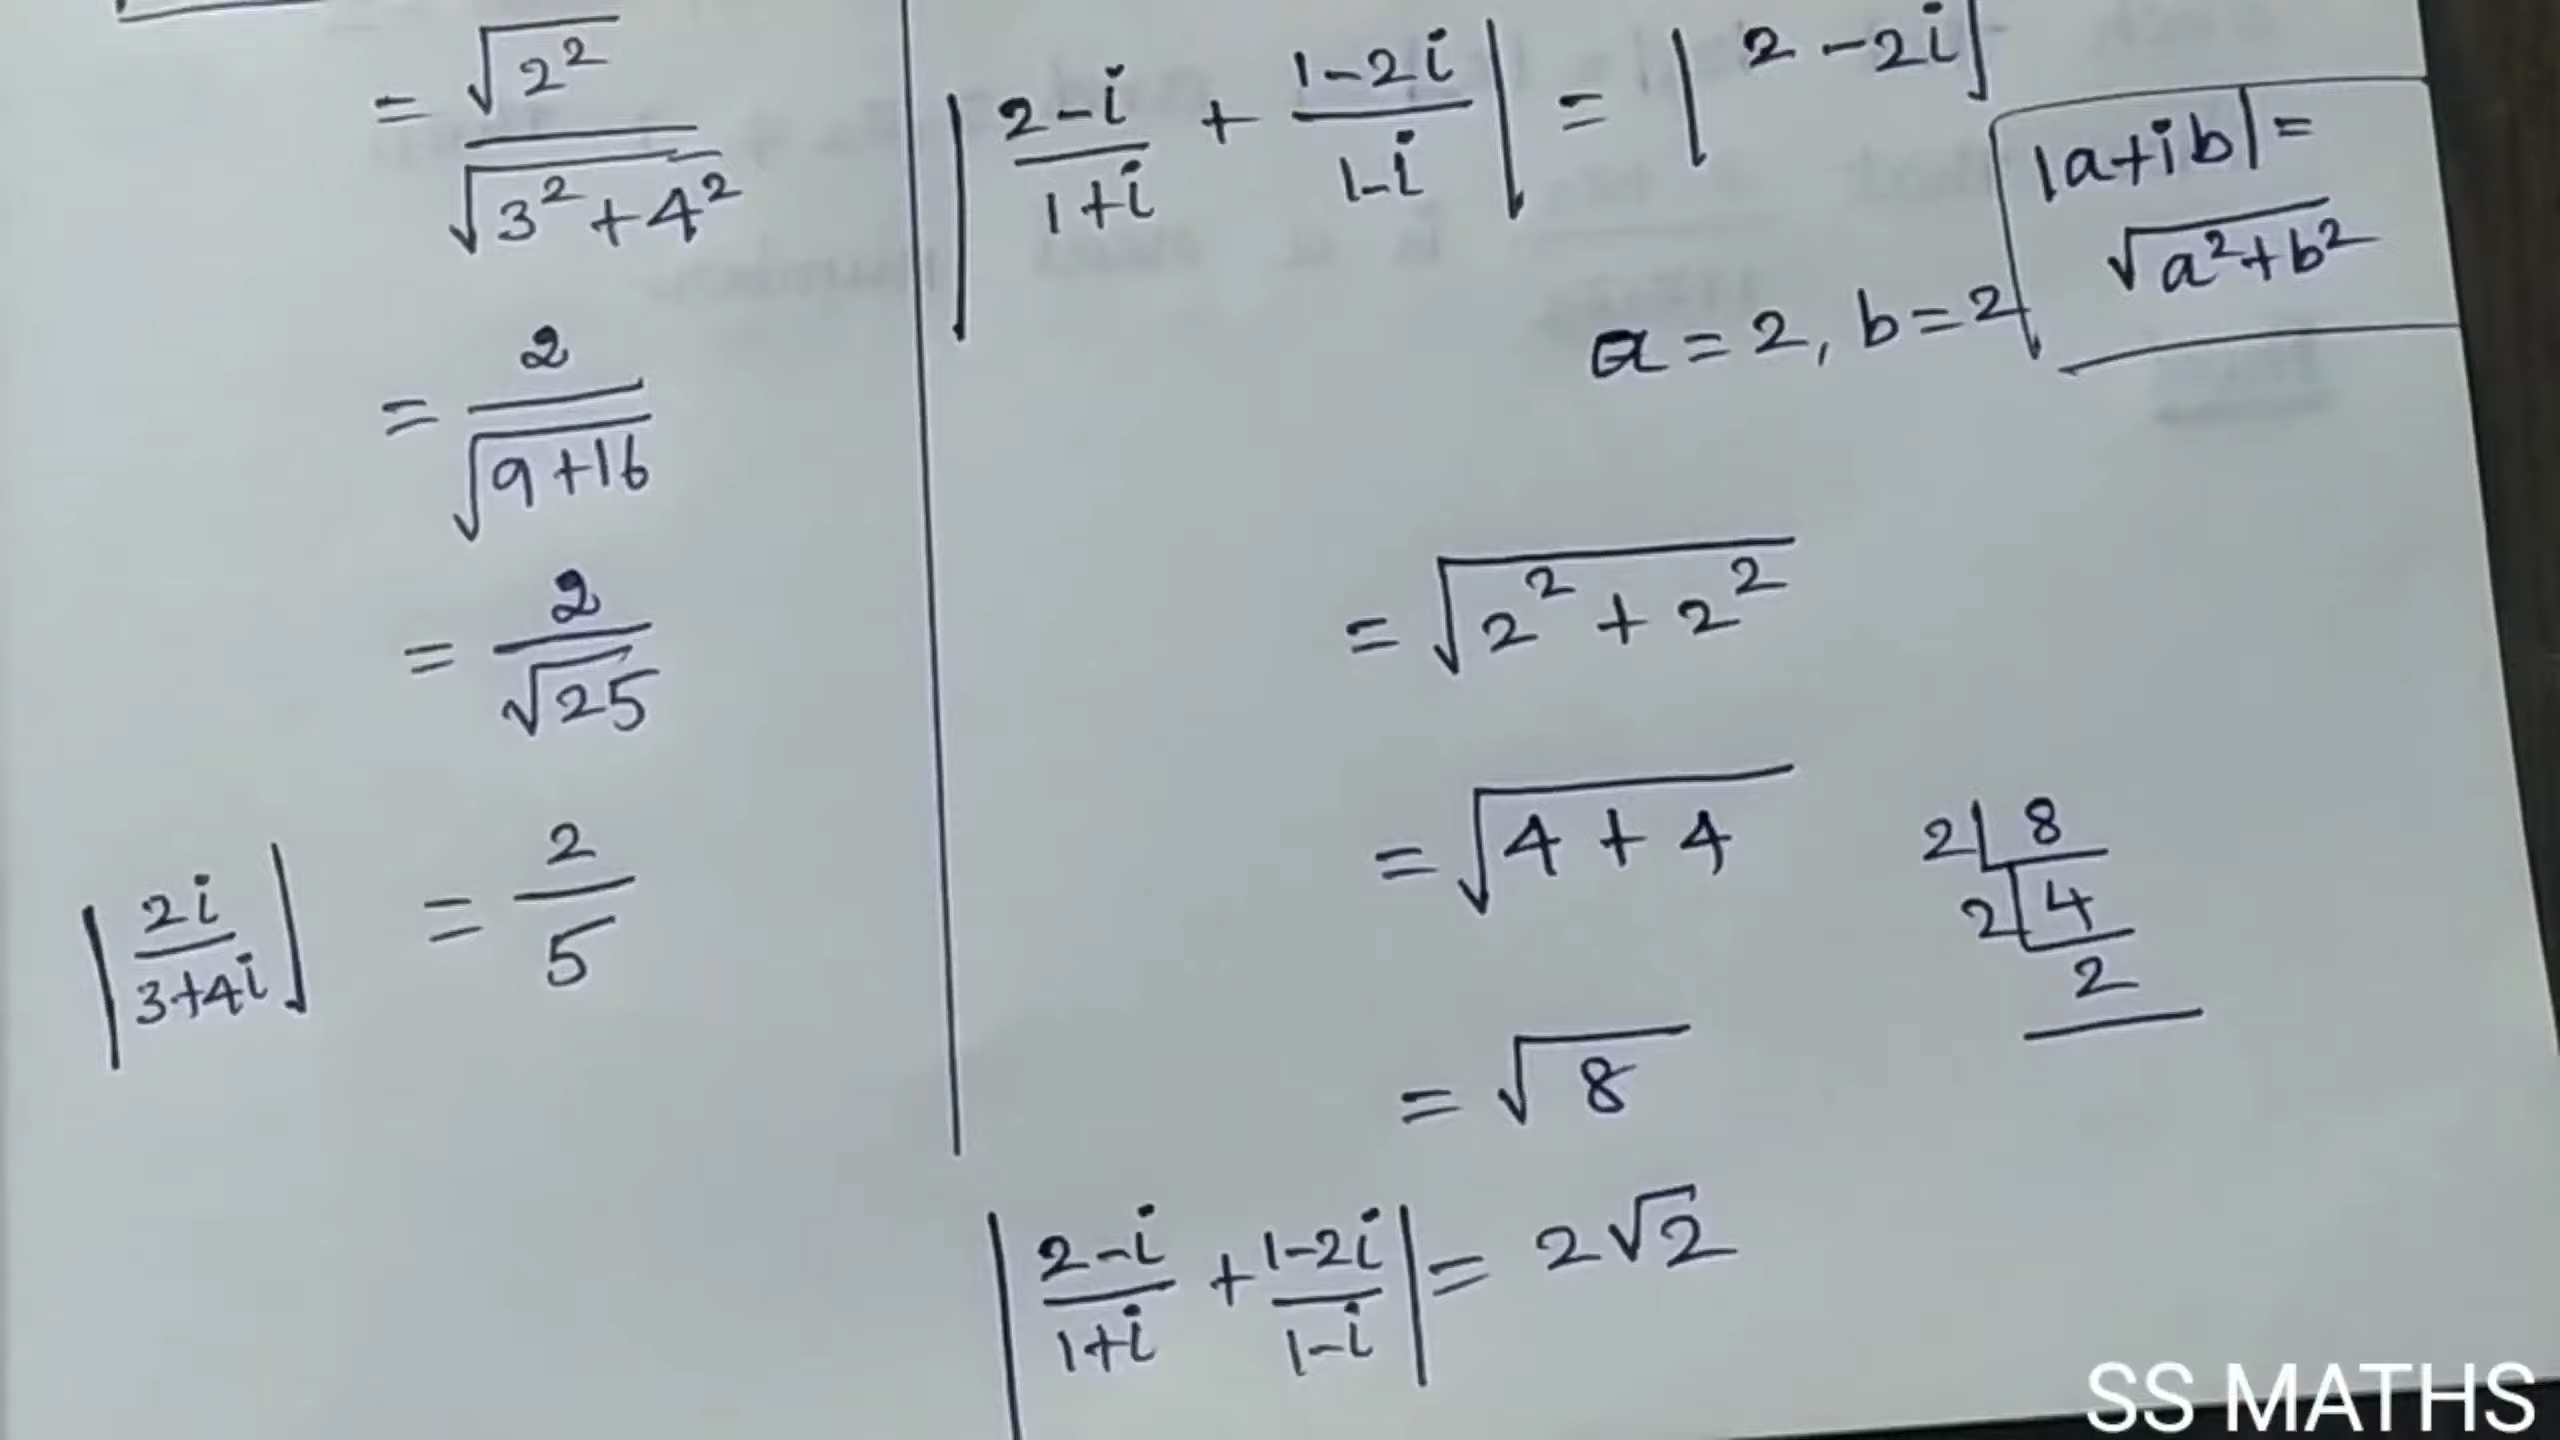 = √2² / √3²+4²
= 2 / √9+16
= 2 / √25
|2i / 3+4i| = 2 / 5
|2-i / 1+i + 1-2i / 1-i| = |2-2i|
|a+ib| =
√a²+b²
a=2, b=2
= √2² + 2²
= √4 + 4
2 | 8
2 | 4
2
= √8
|2-i / 1+i + 1-2i / 1-i| = 2√2
SS MATHS